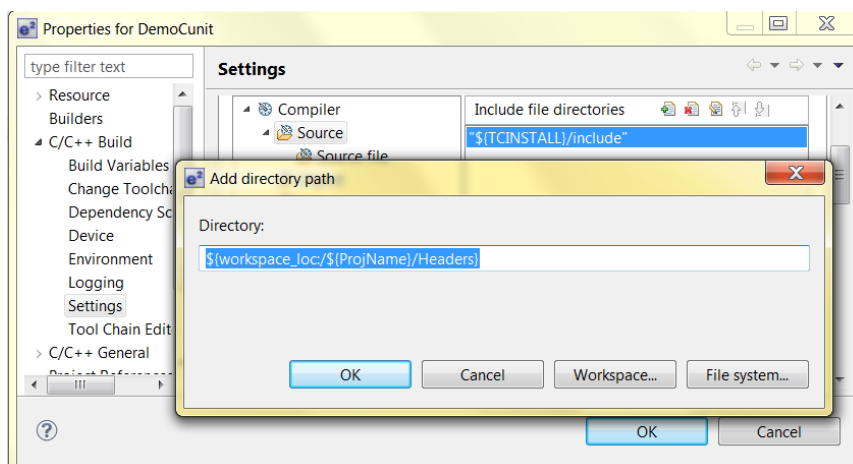 e² Properties for DemoCunit
type filter text
Settings
Resource
Builders
C/C++ Build
Build Variables
Change Toolcha
Dependency Sc
Device
Environment
Logging
Settings
Tool Chain Edit
C/C++ General
Compiler
Source
Source file
Include file directories
"${TCINSTALL}/include"
e² Add directory path
Directory:
${workspace_loc:/${ProjName}/Headers}
OK Cancel Workspace... File system...
OK Cancel